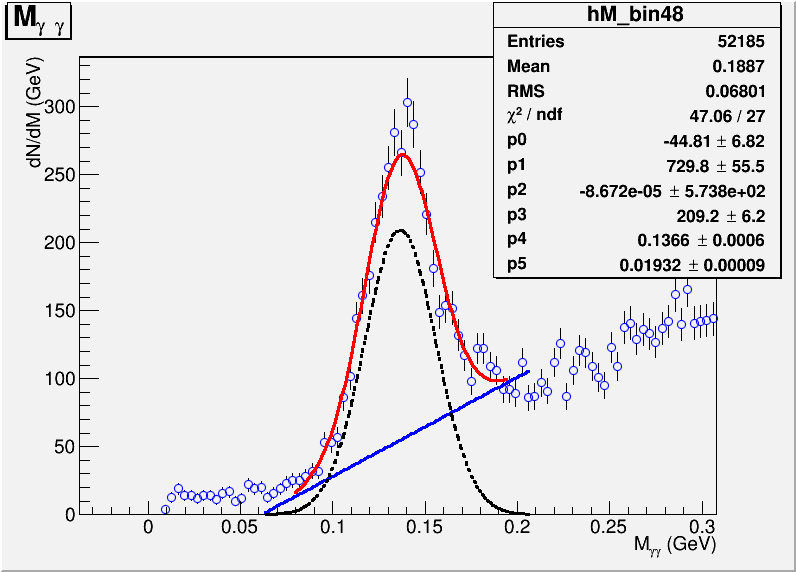 M γ γ
hM_bin48
Entries 52185
Mean 0.1887
RMS 0.06801
χ² / ndf 47.06 / 27
p0 -44.81 ± 6.82
p1 729.8 ± 55.5
p2 -8.672e-05 ± 5.738e+02
p3 209.2 ± 6.2
p4 0.1366 ± 0.0006
p5 0.01932 ± 0.00009
dN/dM (GeV)
300
250
200
150
100
50
0
0 0.05 0.1 0.15 0.2 0.25 0.3
M γγ (GeV)